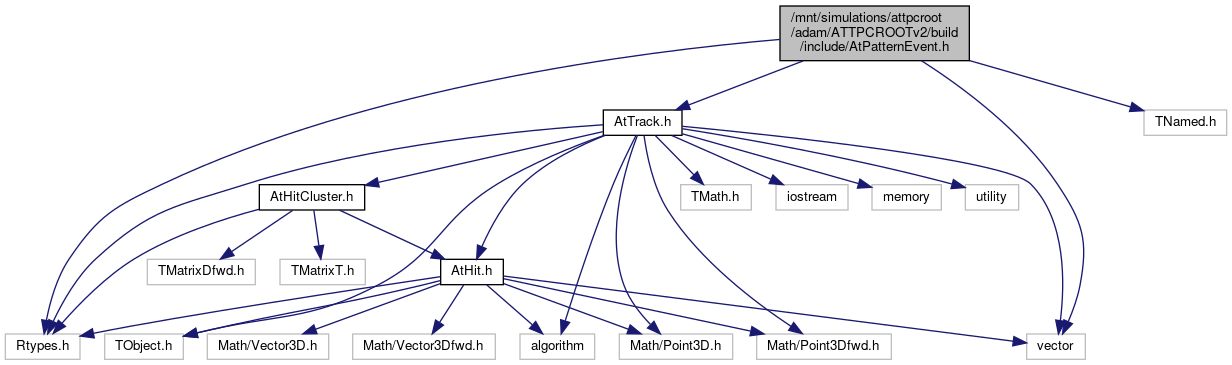 /mnt/simulations/attpcroot
/adam/ATTPCROOTv2/build
/include/AtPatternEvent.h
AtTrack.h
TNamed.h
AtHitCluster.h
TMath.h
iostream
memory
utility
TMatrixDfwd.h
TMatrixT.h
AtHit.h
Rtypes.h
TObject.h
Math/Vector3D.h
Math/Vector3Dfwd.h
algorithm
Math/Point3D.h
Math/Point3Dfwd.h
vector